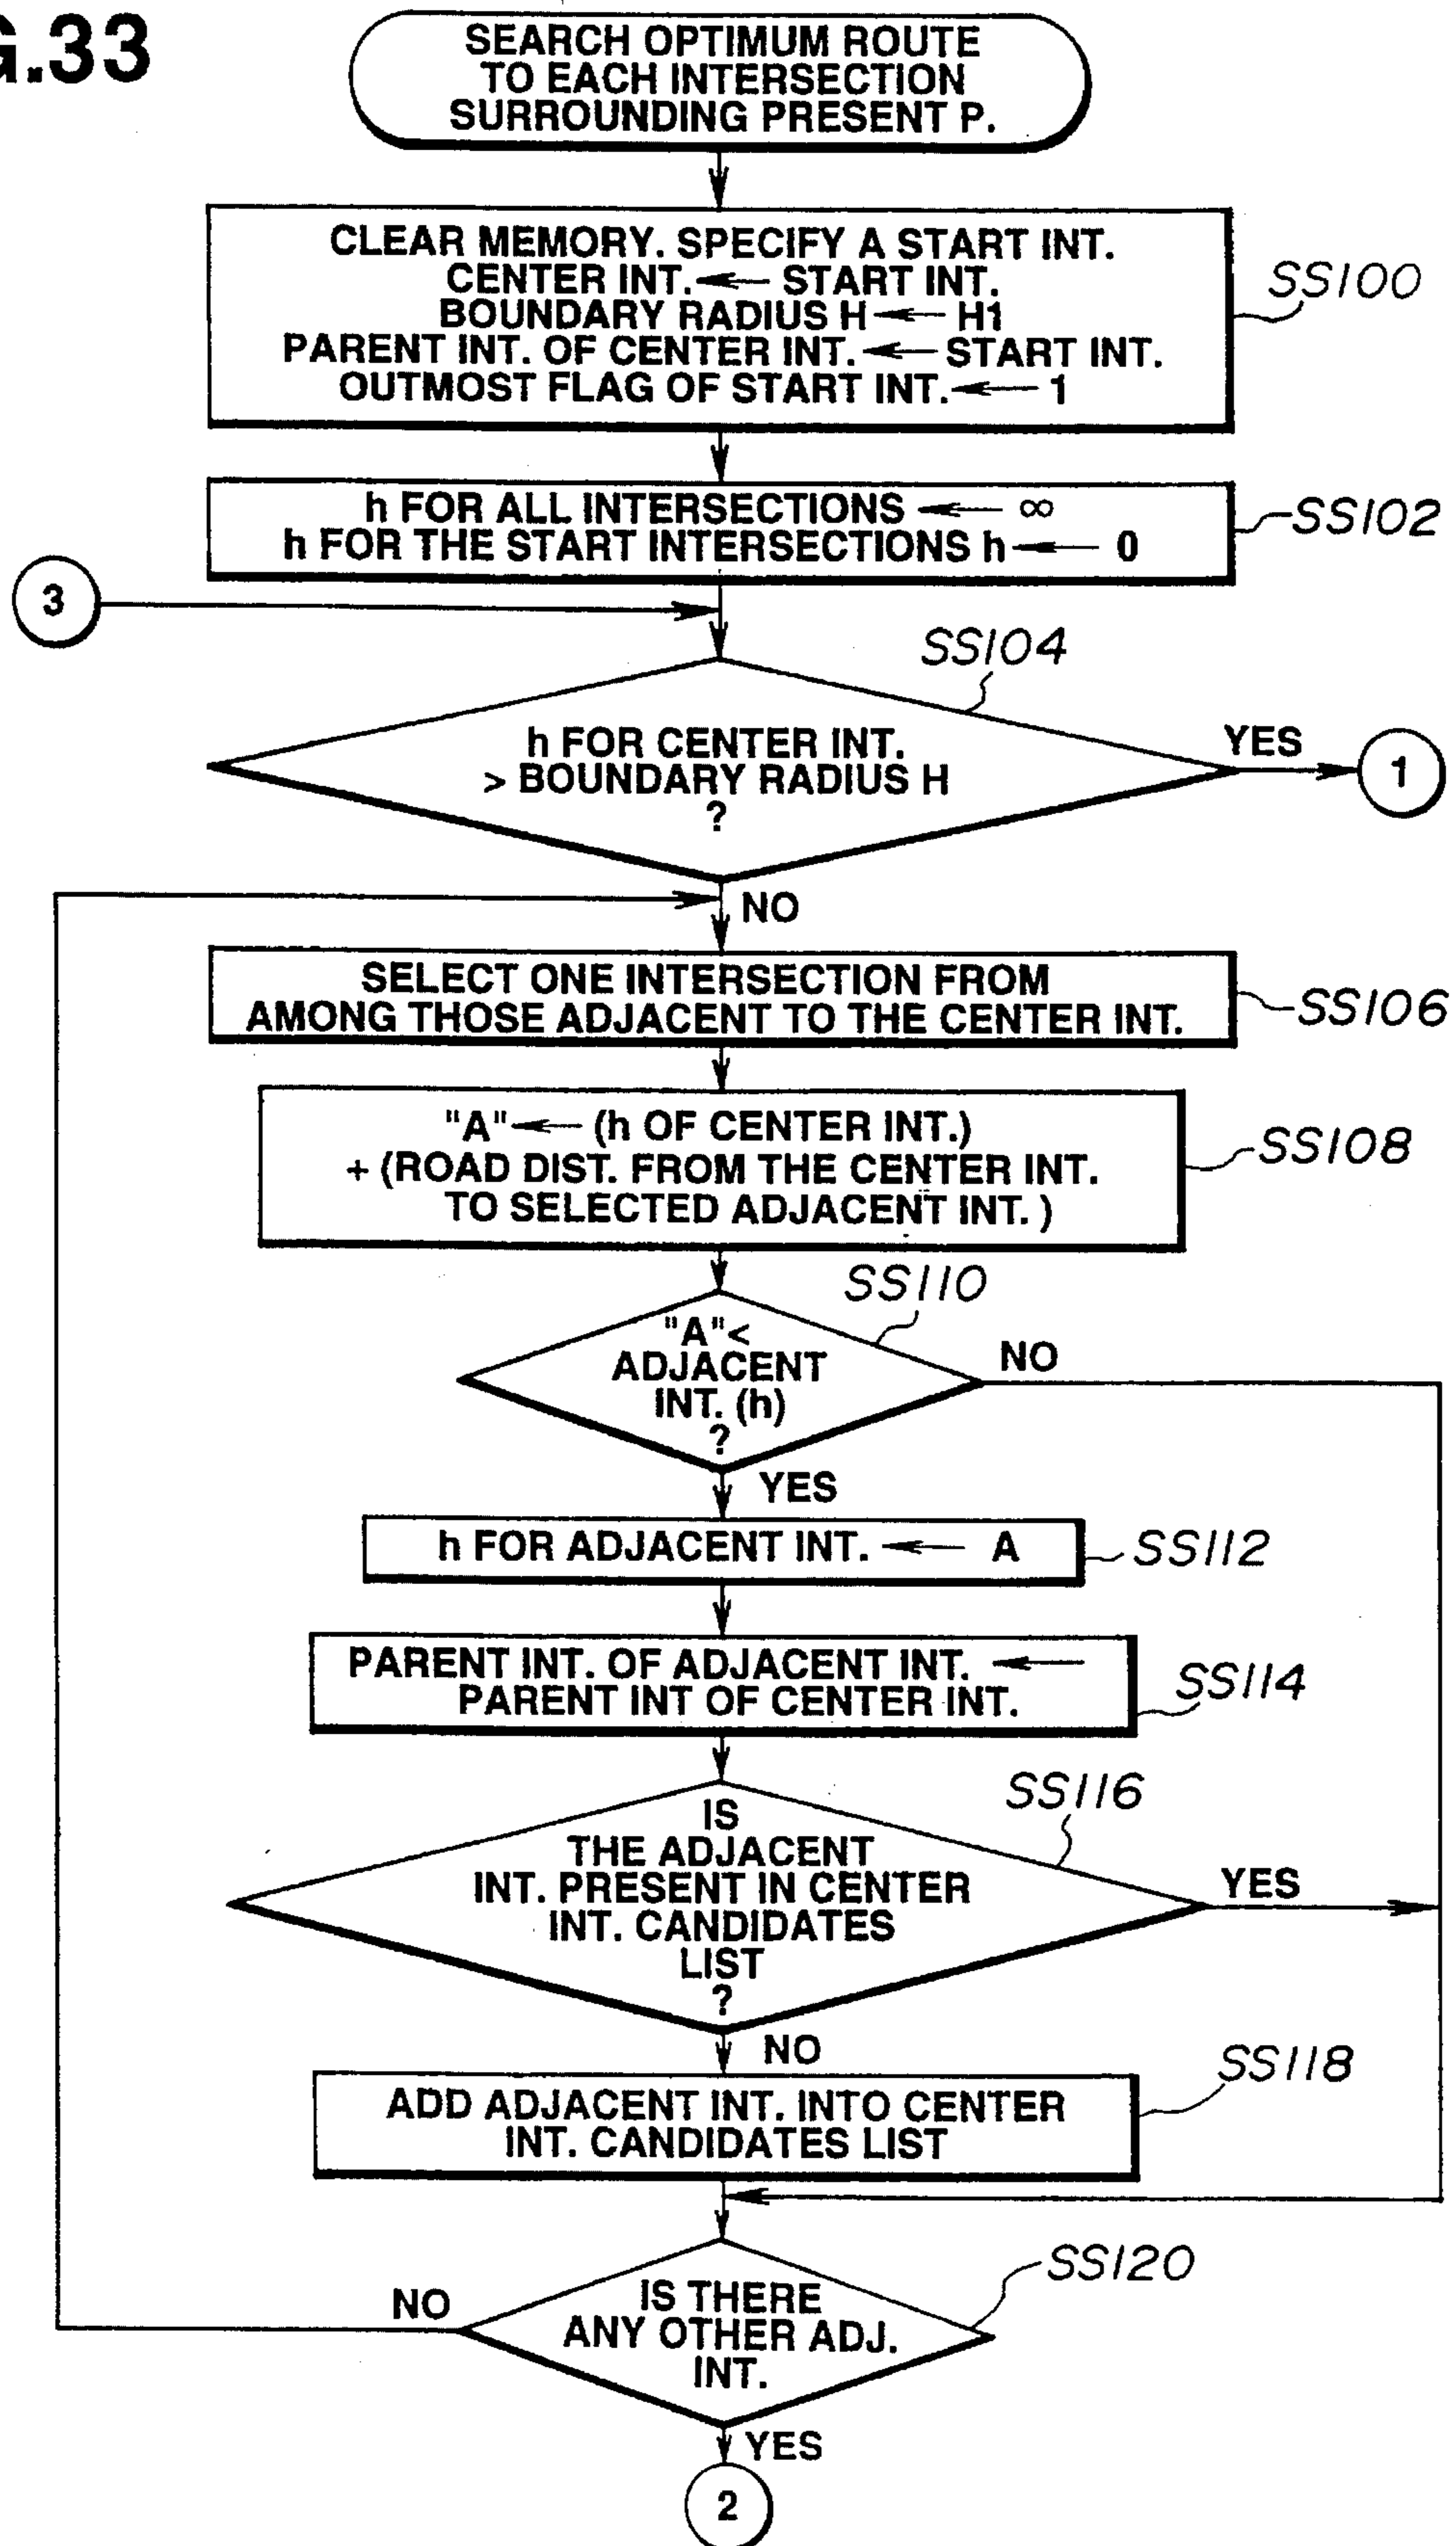 G.33
SEARCH OPTIMUM ROUTE
TO EACH INTERSECTION
SURROUNDING PRESENT P.
CLEAR MEMORY. SPECIFY A START INT.
CENTER INT. ← START INT.
BOUNDARY RADIUS H ← H1
PARENT INT. OF CENTER INT. ← START INT.
OUTMOST FLAG OF START INT. ← 1
SS100
h FOR ALL INTERSECTIONS ← ∞
h FOR THE START INTERSECTIONS h ← 0
SS102
3
SS104
h FOR CENTER INT.
> BOUNDARY RADIUS H
?
YES
1
NO
SELECT ONE INTERSECTION FROM
AMONG THOSE ADJACENT TO THE CENTER INT.
SS106
"A" ← (h OF CENTER INT.)
+ (ROAD DIST. FROM THE CENTER INT.
TO SELECTED ADJACENT INT. )
SS108
SS110
"A"<
ADJACENT
INT. (h)
?
NO
YES
h FOR ADJACENT INT. ← A
SS112
PARENT INT. OF ADJACENT INT. ←
PARENT INT OF CENTER INT.
SS114
SS116
IS
THE ADJACENT
INT. PRESENT IN CENTER
INT. CANDIDATES
LIST
?
YES
NO
ADD ADJACENT INT. INTO CENTER
INT. CANDIDATES LIST
SS118
SS120
IS THERE
ANY OTHER ADJ.
INT.
NO
YES
2